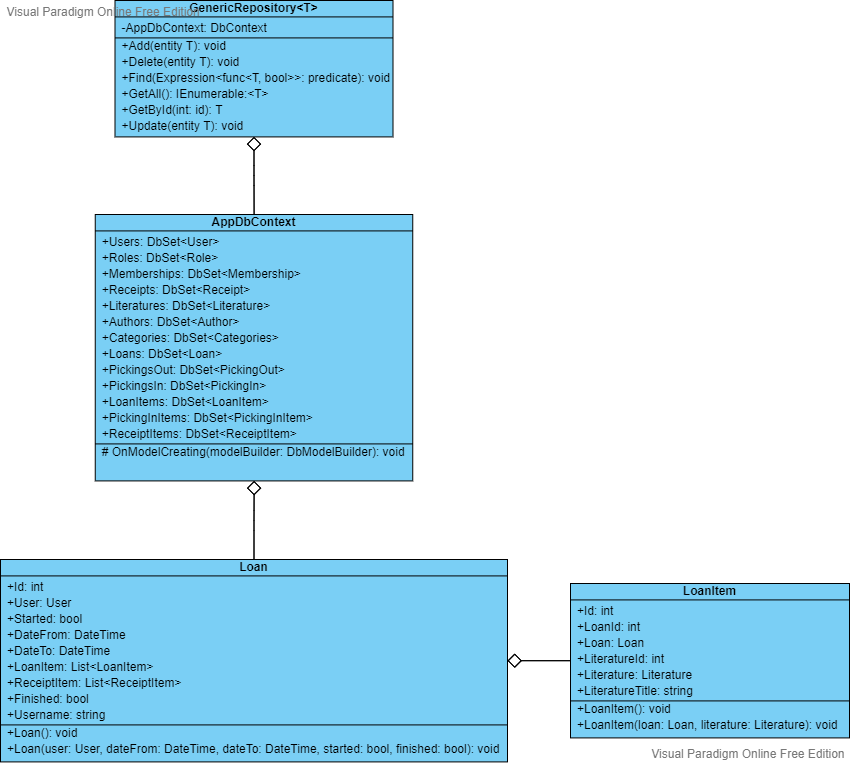 Visual Paradigm Online Free Edition
GenericRepository<T>
-AppDbContext: DbContext
+Add(entity T): void
+Delete(entity T): void
+Find(Expression<func<T, bool>>: predicate): void
+GetAll(): IEnumerable:<T>
+GetById(int: id): T
+Update(entity T): void
AppDbContext
+Users: DbSet<User>
+Roles: DbSet<Role>
+Memberships: DbSet<Membership>
+Receipts: DbSet<Receipt>
+Literatures: DbSet<Literature>
+Authors: DbSet<Author>
+Categories: DbSet<Categories>
+Loans: DbSet<Loan>
+PickingsOut: DbSet<PickingOut>
+PickingsIn: DbSet<PickingIn>
+LoanItems: DbSet<LoanItem>
+PickingInItems: DbSet<PickingInItem>
+ReceiptItems: DbSet<ReceiptItem>
# OnModelCreating(modelBuilder: DbModelBuilder): void
Loan
+Id: int
+User: User
+Started: bool
+DateFrom: DateTime
+DateTo: DateTime
+LoanItem: List<LoanItem>
+ReceiptItem: List<ReceiptItem>
+Finished: bool
+Username: string
+Loan(): void
+Loan(user: User, dateFrom: DateTime, dateTo: DateTime, started: bool, finished: bool): void
LoanItem
+Id: int
+LoanId: int
+Loan: Loan
+LiteratureId: int
+Literature: Literature
+LiteratureTitle: string
+LoanItem(): void
+LoanItem(loan: Loan, literature: Literature): void
Visual Paradigm Online Free Edition